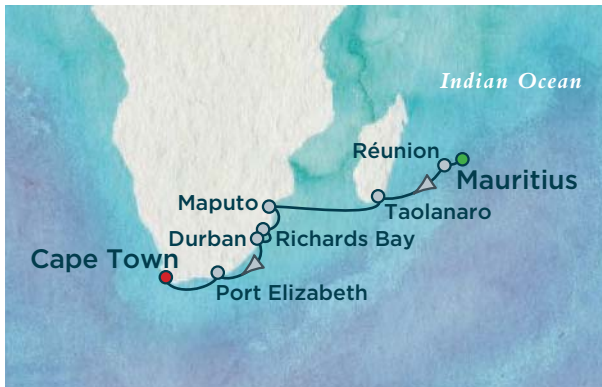 Indian Ocean
Réunion
Mauritius
Maputo
Taolanaro
Durban
Richards Bay
Cape Town
Port Elizabeth